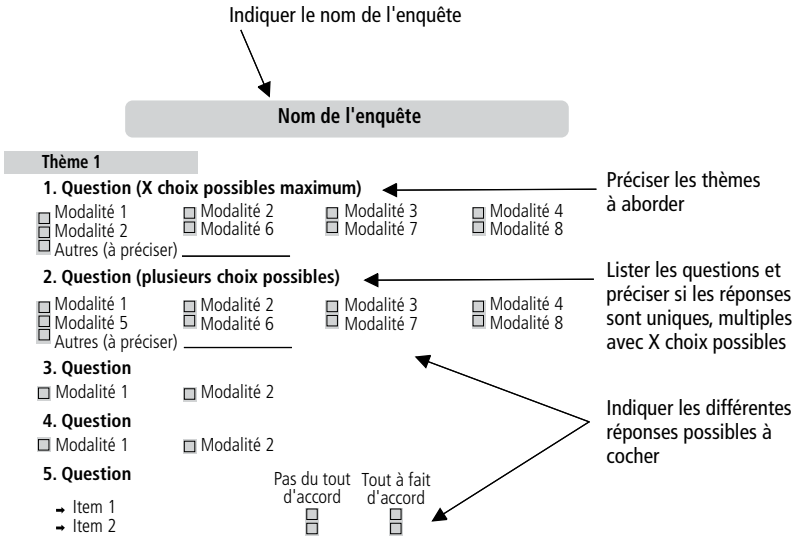 Indiquer le nom de l'enquête
Nom de l'enquête
Thème 1
1. Question (X choix possibles maximum)
Modalité 1 Modalité 2 Modalité 3 Modalité 4
Modalité 2 Modalité 6 Modalité 7 Modalité 8
Autres (à préciser) ____________
2. Question (plusieurs choix possibles)
Modalité 1 Modalité 2 Modalité 3 Modalité 4
Modalité 5 Modalité 6 Modalité 7 Modalité 8
Autres (à préciser) ____________
3. Question
Modalité 1 Modalité 2
4. Question
Modalité 1 Modalité 2
5. Question
Pas du tout Tout à fait
d'accord d'accord
Item 1
Item 2
Préciser les thèmes
à aborder
Lister les questions et
préciser si les réponses
sont uniques, multiples
avec X choix possibles
Indiquer les différentes
réponses possibles à
cocher